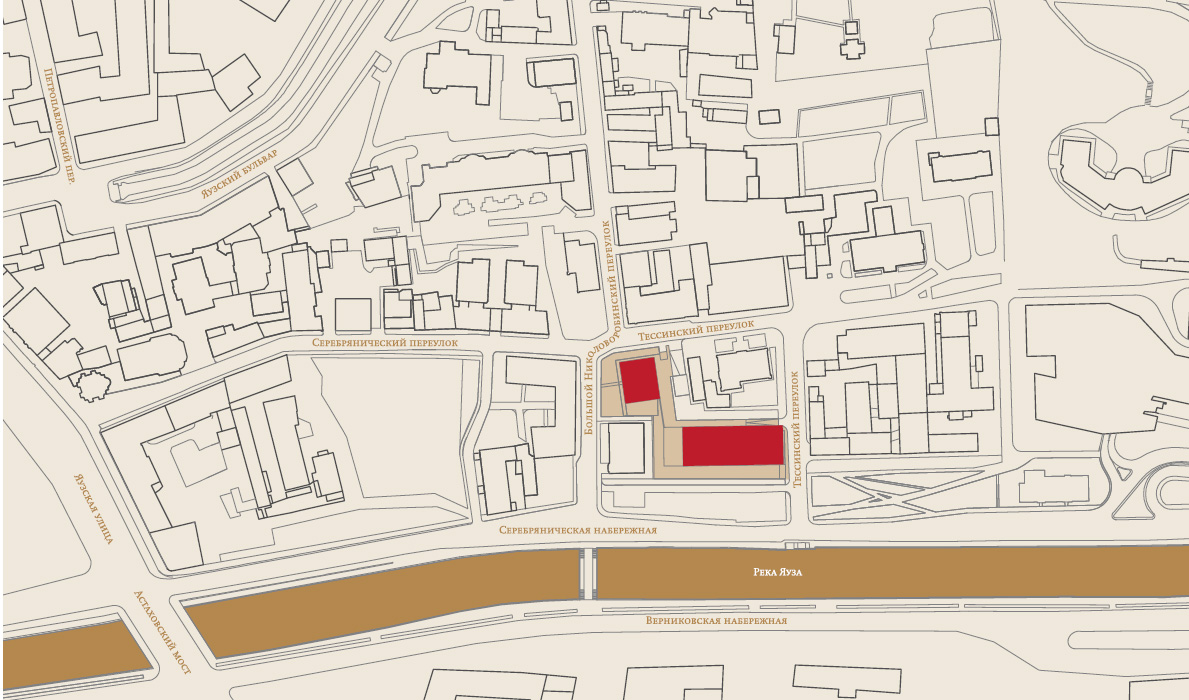 Петропавловский пер.
Яузский бульвар
Большой Николоворобинский переулок
Тессинский переулок
Серебрянический переулок
Тессинский переулок
Яузская улица
Серебряническая набережная
Река Яуза
Астаховский мост
Верниковская набережная